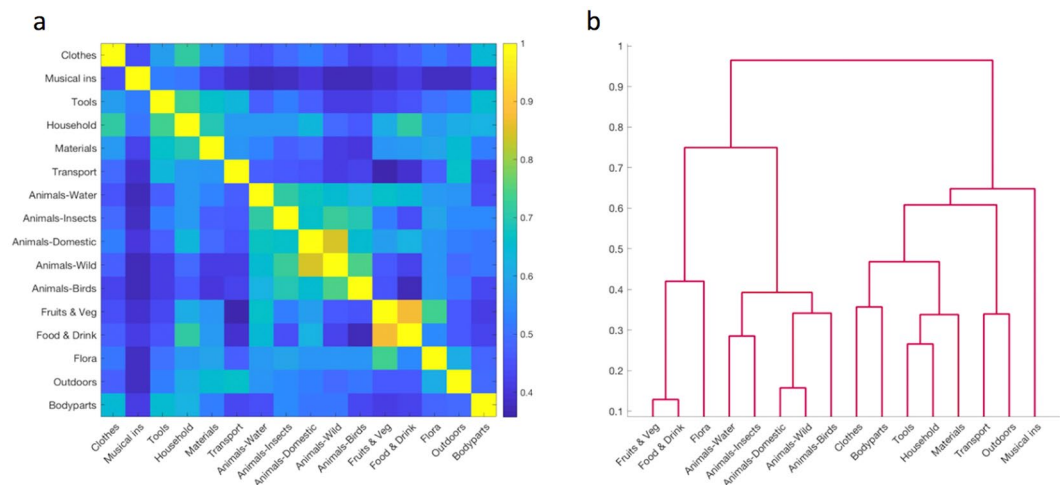 a
b
Clothes
Musical ins
Tools
Household
Materials
Transport
Animals-Water
Animals-Insects
Animals-Domestic
Animals-Wild
Animals-Birds
Fruits & Veg
Food & Drink
Flora
Outdoors
Bodyparts
Clothes
Musical ins
Tools
Household
Materials
Transport
Animals-Water
Animals-Insects
Animals-Domestic
Animals-Wild
Animals-Birds
Fruits & Veg
Food & Drink
Flora
Outdoors
Bodyparts
1
0.9
0.8
0.7
0.6
0.5
0.4
1
0.9
0.8
0.7
0.6
0.5
0.4
0.3
0.2
0.1
Fruits & Veg
Food & Drink
Flora
Animals-Water
Animals-Insects
Animals-Domestic
Animals-Wild
Animals-Birds
Clothes
Bodyparts
Tools
Household
Materials
Transport
Outdoors
Musical ins